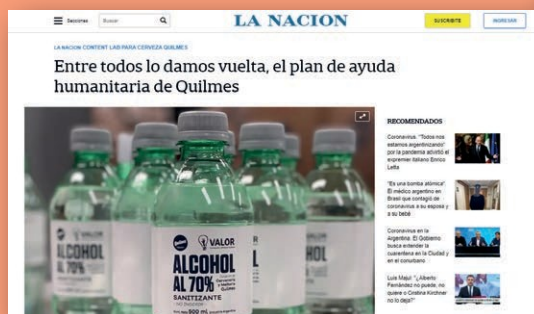 Secciones
Buscar
LA NACION
SUSCRIBITE
INGRESAR
LA NACION CONTENT LAB PARA CERVEZA QUILMES
Entre todos lo damos vuelta, el plan de ayuda
humanitaria de Quilmes
VALOR
ALCOHOL
AL 70%
SANITIZANTE
500 mL
RECOMENDADOS
Coronavirus. "Todos nos
estamos argentinizando"
por la pandemia advirtió el
expremier italiano Enrico
Letta
"Es una bomba atómica".
El médico argentino en
Brasil que contagió de
coronavirus a su esposa y
a su bebé
Coronavirus en la
Argentina. El Gobierno
busca extender la
cuarentena en la Ciudad y
en el conurbano
Luis Majul: "¿Alberto
Fernández no puede, no
quiere o Cristina Kirchner
no lo deja?"